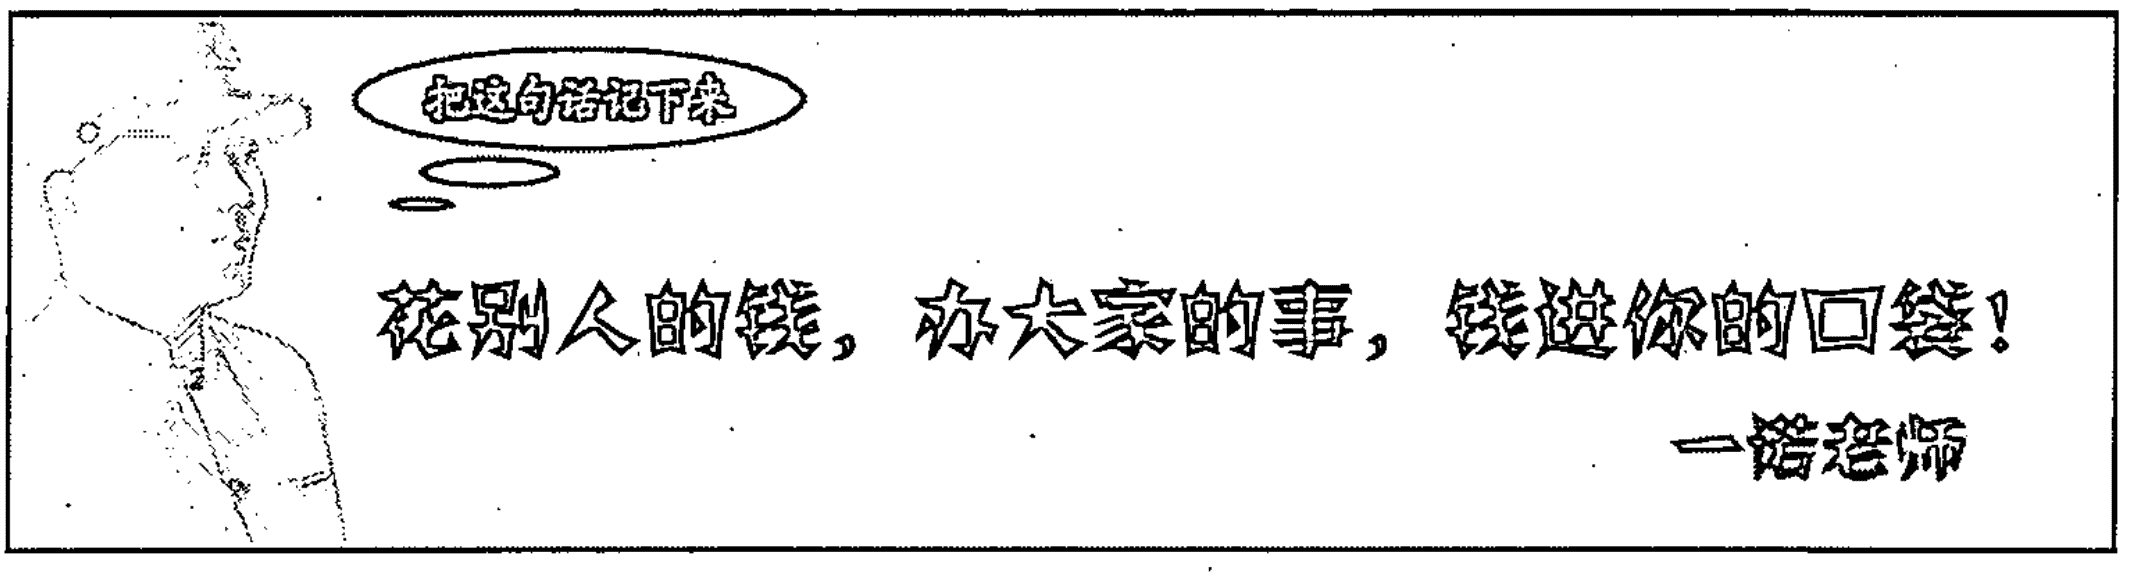 把这句话记下来
花别人的钱，办大家的事，钱进你的口袋！
一诺老师